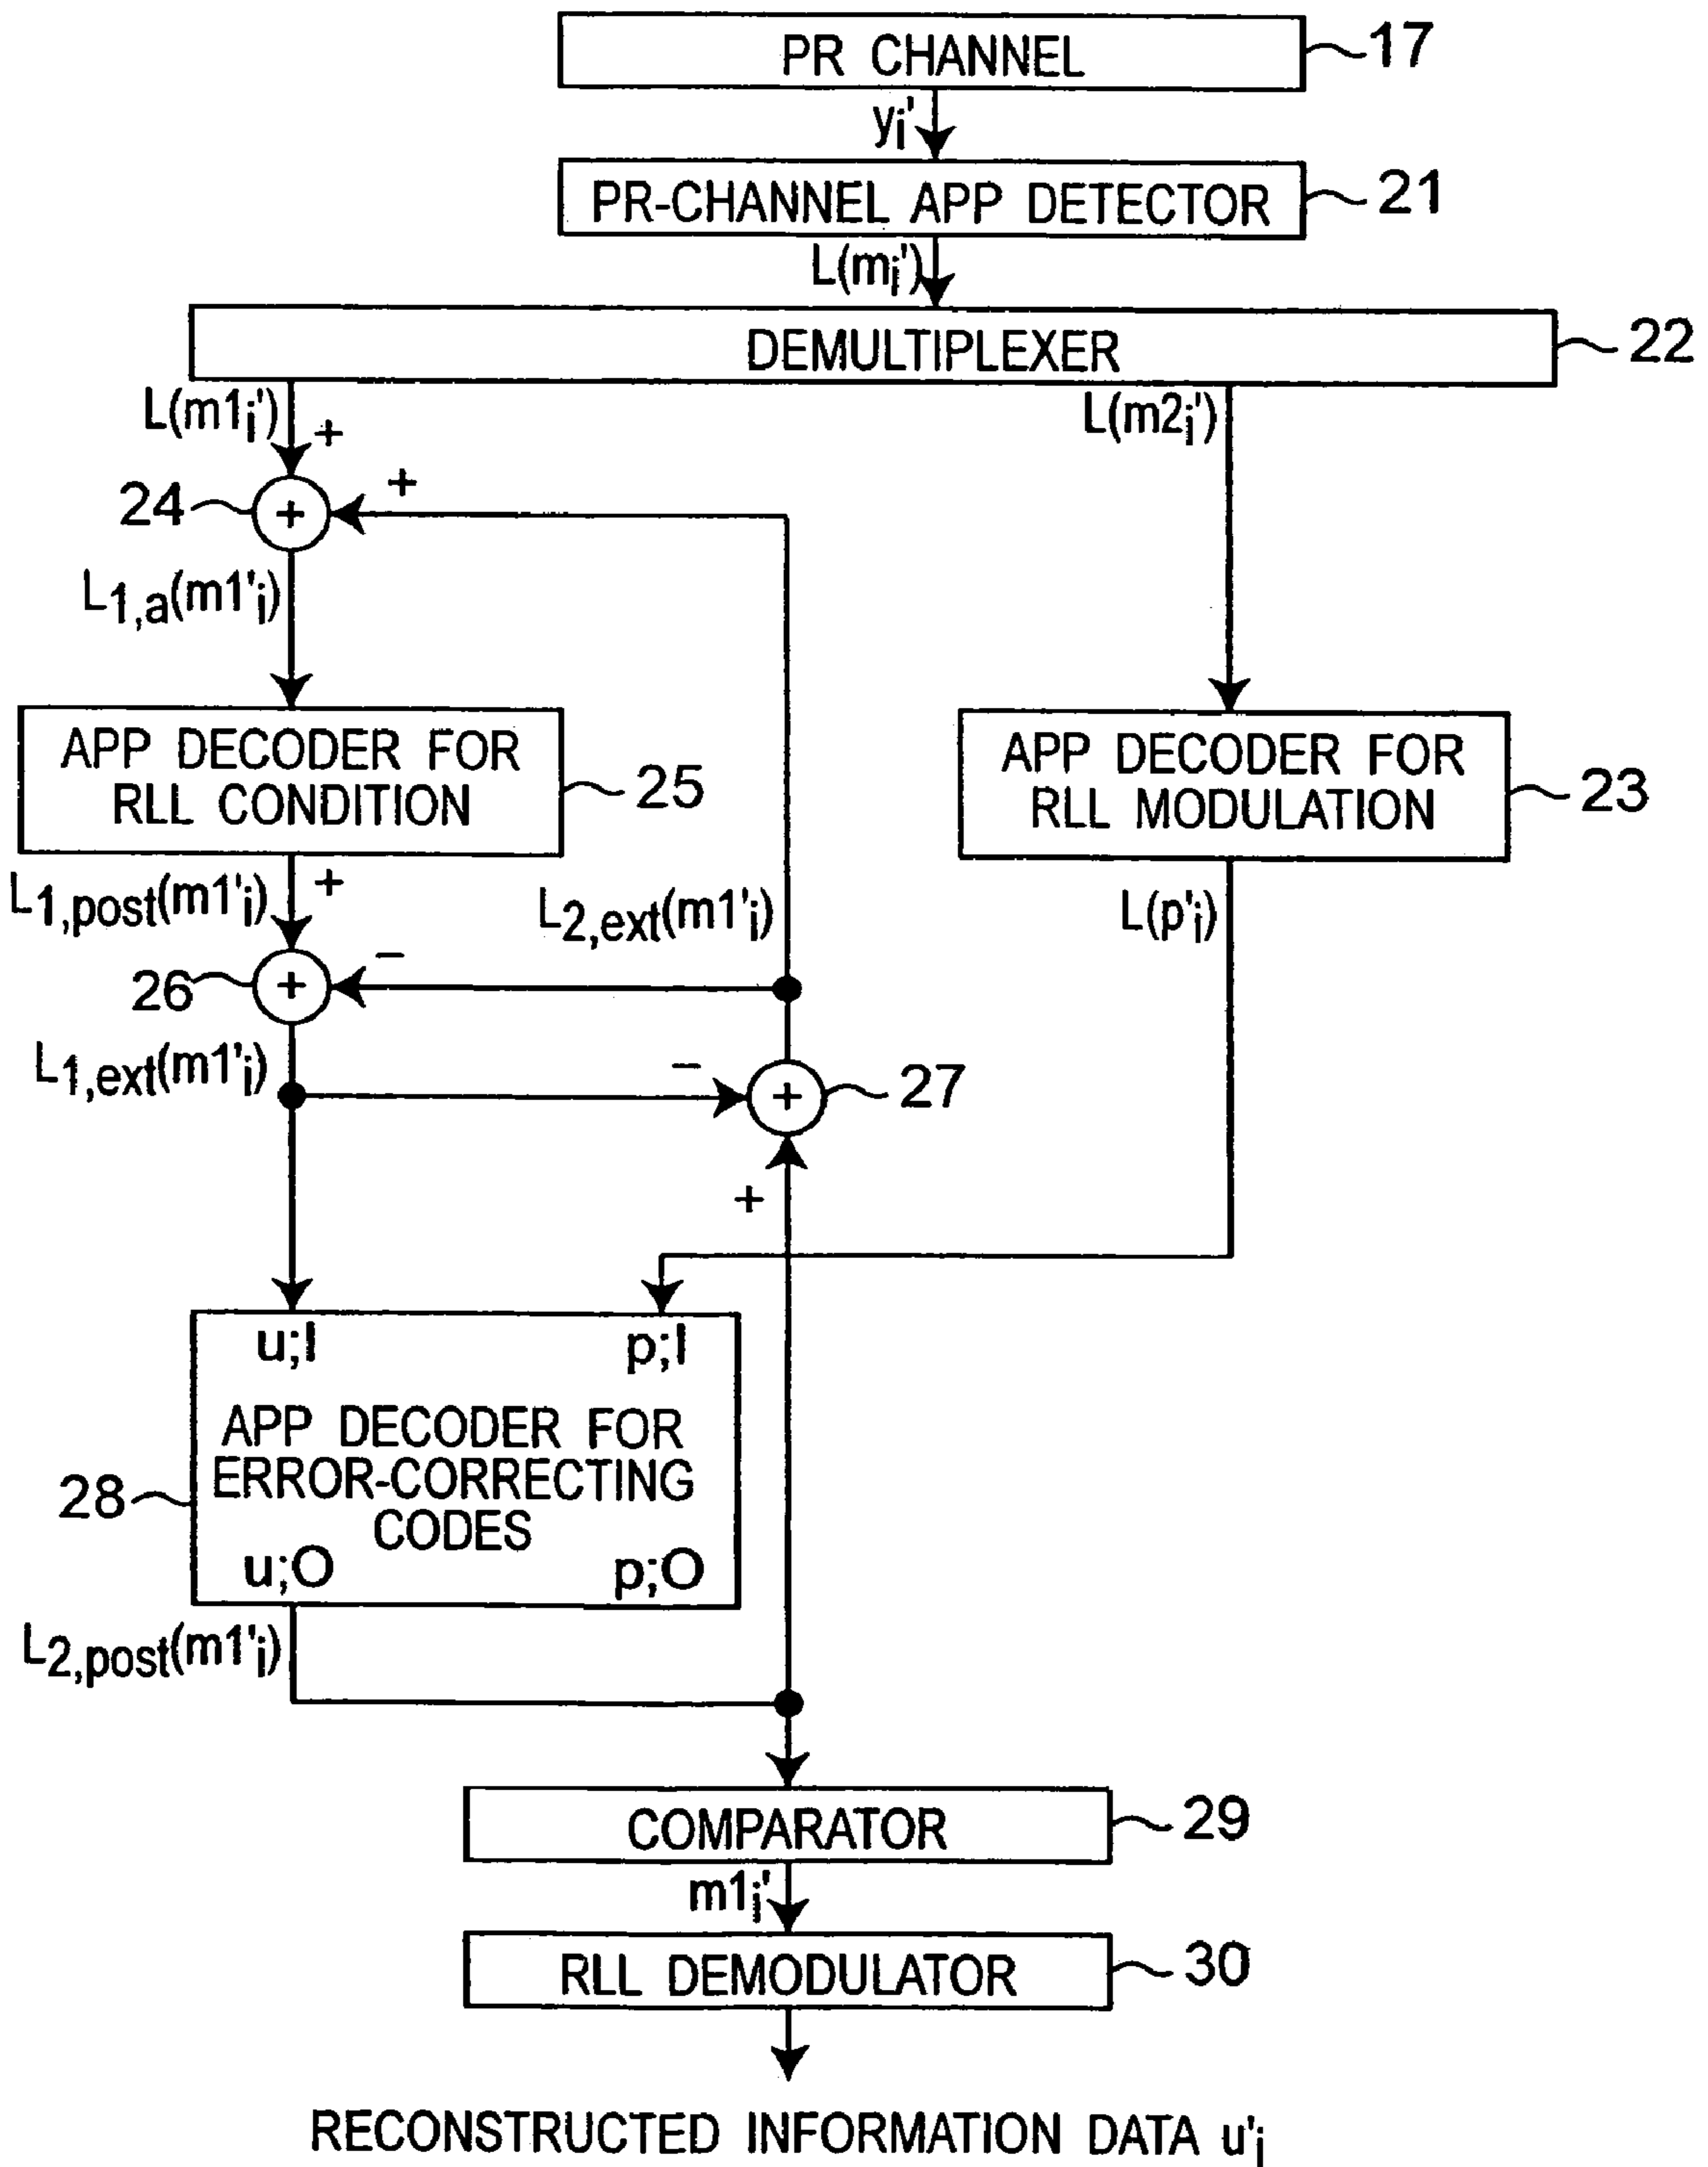 PR CHANNEL
17
yi'
PR-CHANNEL APP DETECTOR
21
L(mi')
DEMULTIPLEXER
22
L(m1i')
+
L(m2i')
24
+
+
L1,a(m1'i)
APP DECODER FOR
RLL CONDITION
25
APP DECODER FOR
RLL MODULATION
23
L1,post(m1'i)
+
L2,ext(m1'i)
L(p'i)
26
+
−
L1,ext(m1'i)
−
+
27
+
u;I
p;I
APP DECODER FOR
ERROR-CORRECTING
CODES
28
u;O
p;O
L2,post(m1'i)
COMPARATOR
29
m1i'
RLL DEMODULATOR
30
RECONSTRUCTED INFORMATION DATA u'i